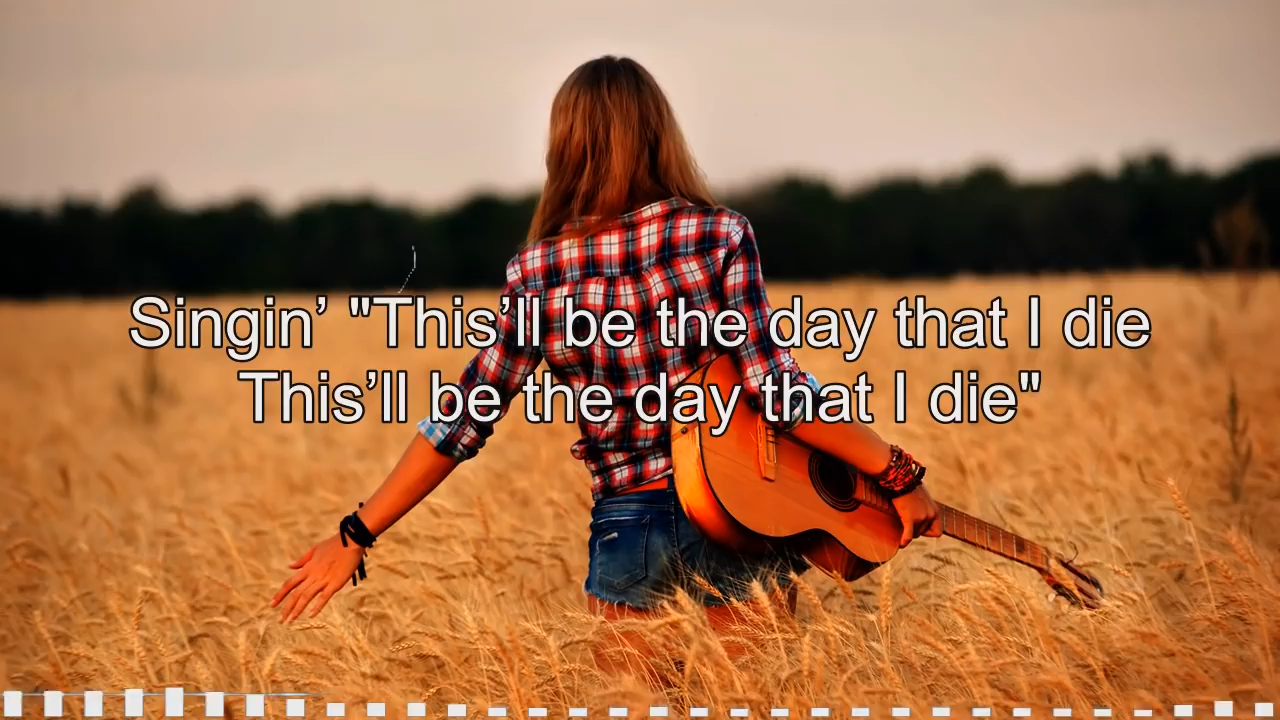 Singin’ "This’ll be the day that I die
This’ll be the day that I die"